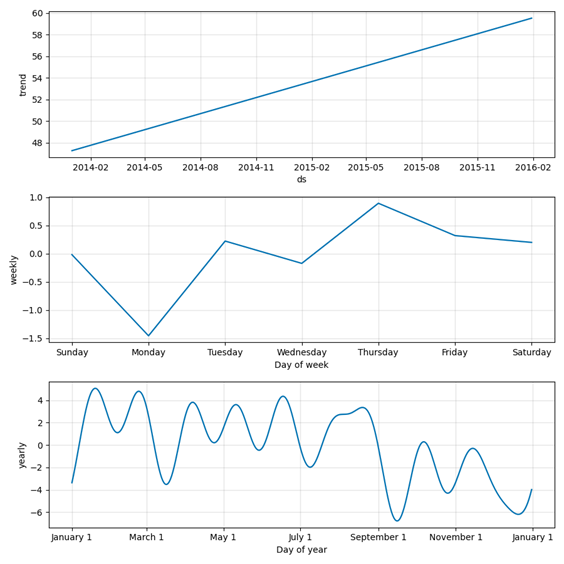 60
58
56
54
52
50
48
trend
2014-02 2014-05 2014-08 2014-11 2015-02 2015-05 2015-08 2015-11 2016-02
ds
1.0
0.5
0.0
−0.5
−1.0
−1.5
weekly
Sunday Monday Tuesday Wednesday Thursday Friday Saturday
Day of week
4
2
0
−2
−4
−6
yearly
January 1 March 1 May 1 July 1 September 1 November 1 January 1
Day of year